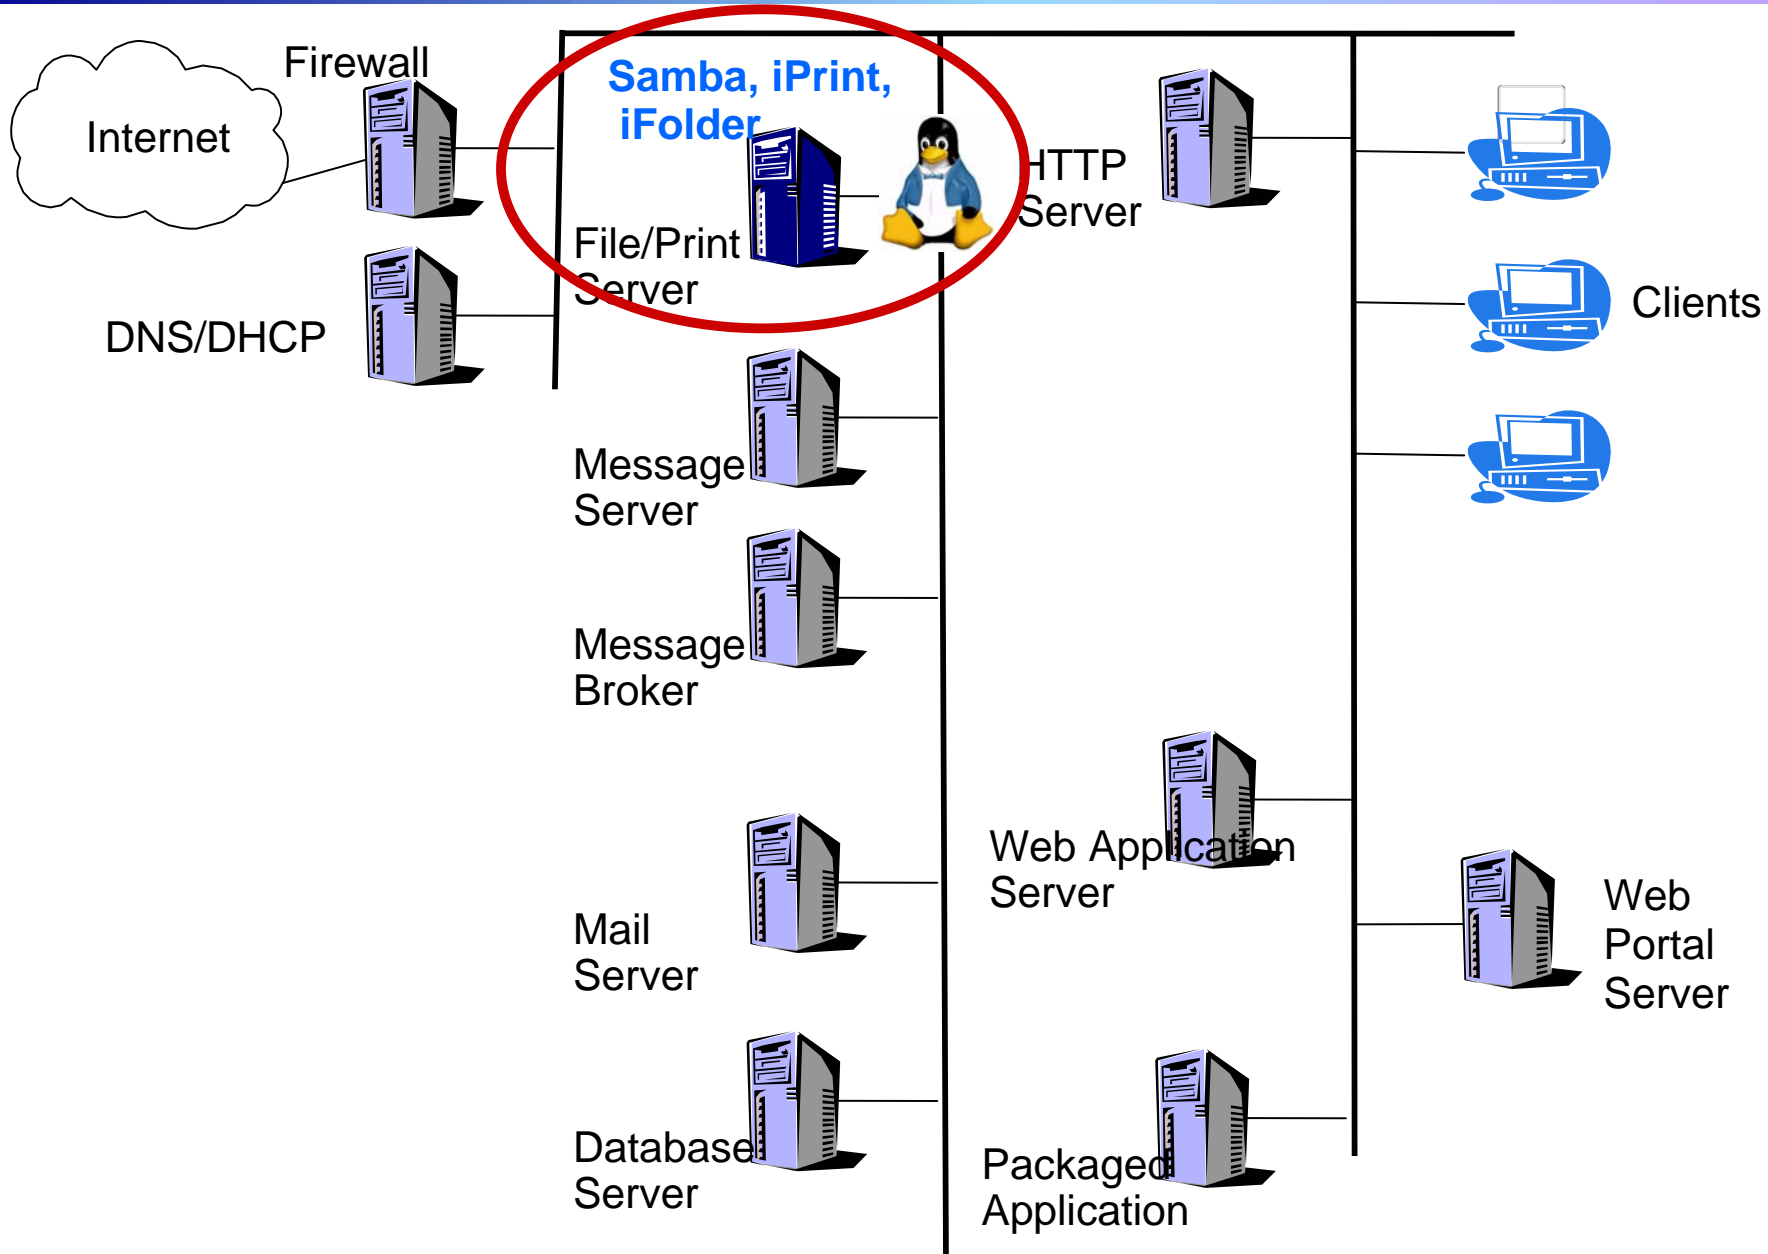 Firewall
Internet
DNS/DHCP
Samba, iPrint,
iFolder
File/Print
Server
Message
Server
Message
Broker
Mail
Server
Database
Server
HTTP
Server
Web Application
Server
Packaged
Application
Clients
Web
Portal
Server